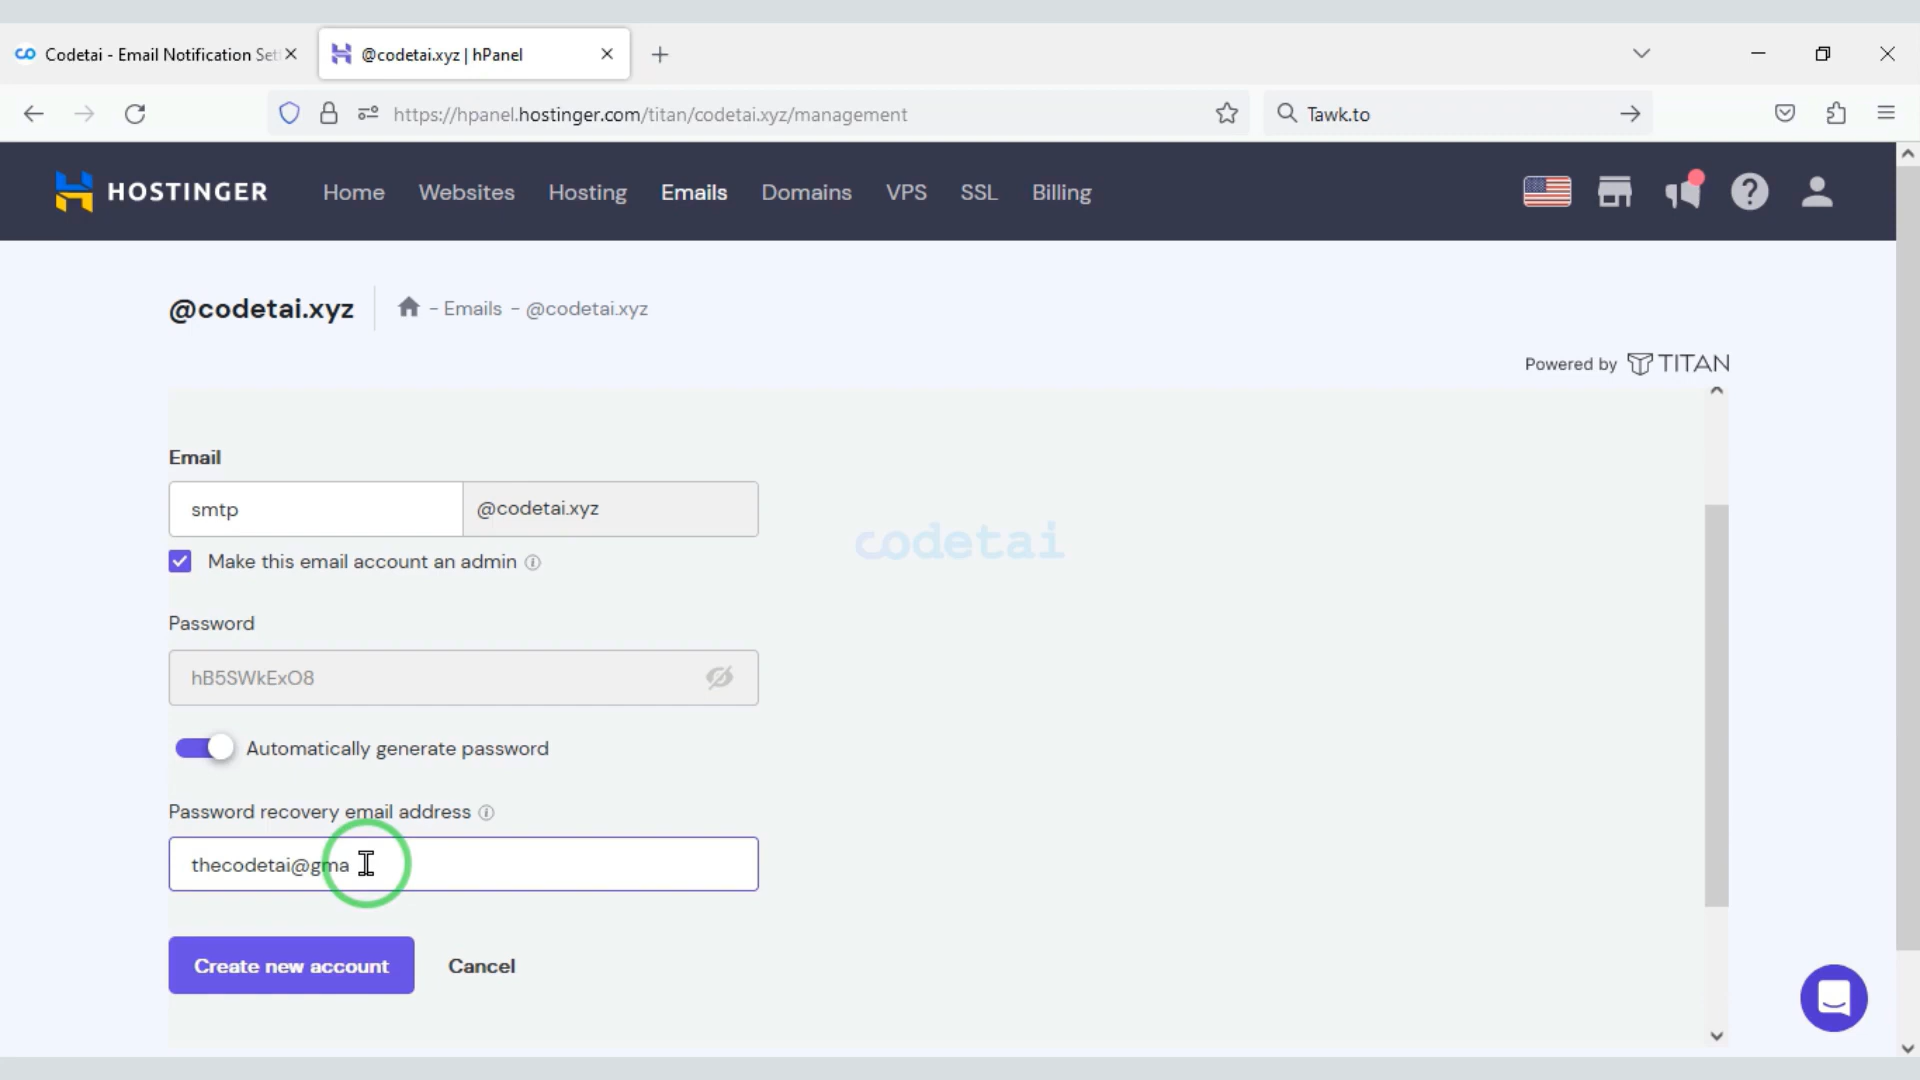 Codetai - Email Notification Set
@codetai.xyz | hPanel
https://hpanel.hostinger.com/titan/codetai.xyz/management
Tawk.to
HOSTINGER
Home Websites Hosting Emails Domains VPS SSL Billing
@codetai.xyz
- Emails - @codetai.xyz
Powered by TITAN
Email
smtp @codetai.xyz
codetai
Make this email account an admin
Password
hB5SWkExO8
Automatically generate password
Password recovery email address
thecodetai@gma
Create new account Cancel